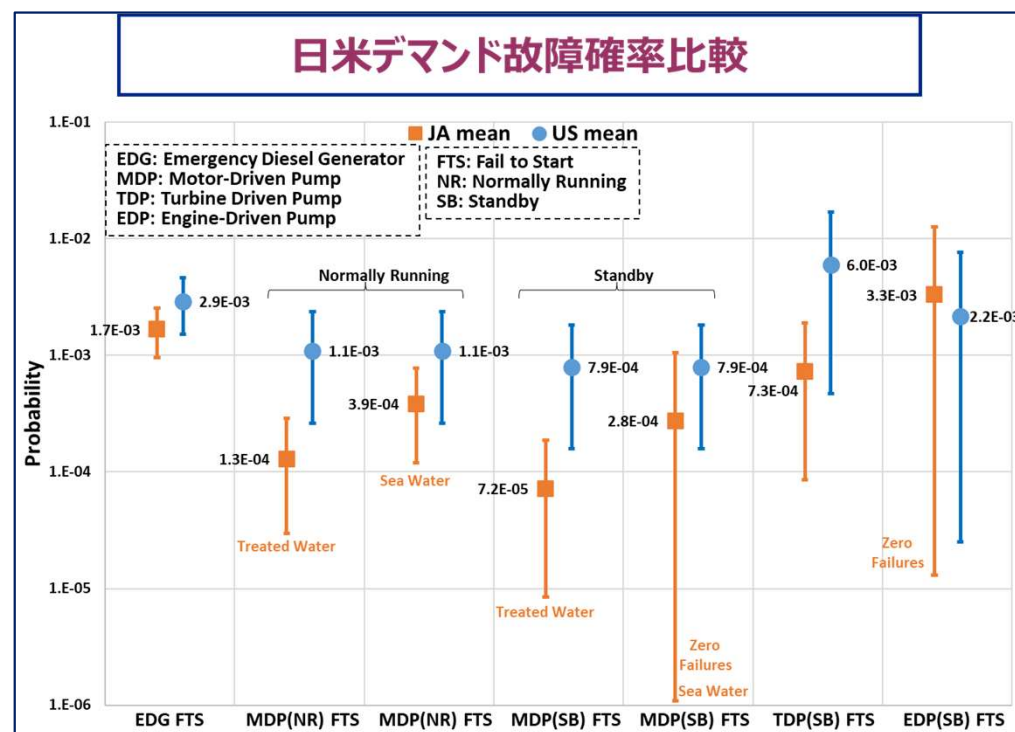 日米デマンド故障確率比較
JA mean US mean
EDG: Emergency Diesel Generator
MDP: Motor-Driven Pump
TDP: Turbine Driven Pump
EDP: Engine-Driven Pump
FTS: Fail to Start
NR: Normally Running
SB: Standby
Probability
1.E-01
1.E-02
1.E-03
1.E-04
1.E-05
1.E-06
Normally Running
Standby
1.7E-03
2.9E-03
1.3E-04
1.1E-03
Treated Water
3.9E-04
1.1E-03
Sea Water
7.2E-05
7.9E-04
Treated Water
2.8E-04
7.9E-04
Zero
Failures
Sea Water
7.3E-04
6.0E-03
3.3E-03
2.2E-03
Zero
Failures
EDG FTS
MDP(NR) FTS
MDP(NR) FTS
MDP(SB) FTS
MDP(SB) FTS
TDP(SB) FTS
EDP(SB) FTS